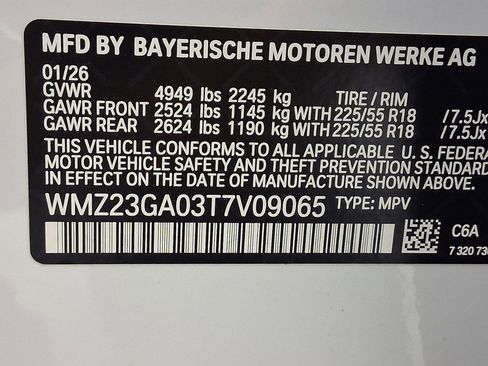 MFD BY BAYERISCHE MOTOREN WERKE AG
01/26
GVWR 4949 lbs 2245 kg TIRE / RIM
GAWR FRONT 2524 lbs 1145 kg WITH 225/55 R18 /7.5Jx
GAWR REAR 2624 lbs 1190 kg WITH 225/55 R18 /7.5Jx
THIS VEHICLE CONFORMS TO ALL APPLICABLE U.S. FEDERA
MOTOR VEHICLE SAFETY AND THEFT PREVENTION STANDARD
IN EFFECT ON THE DATE OF MANUFACTURE SHOWN ABOVE.
WMZ23GA03T7V09065 TYPE: MPV
C6A
7 320 730